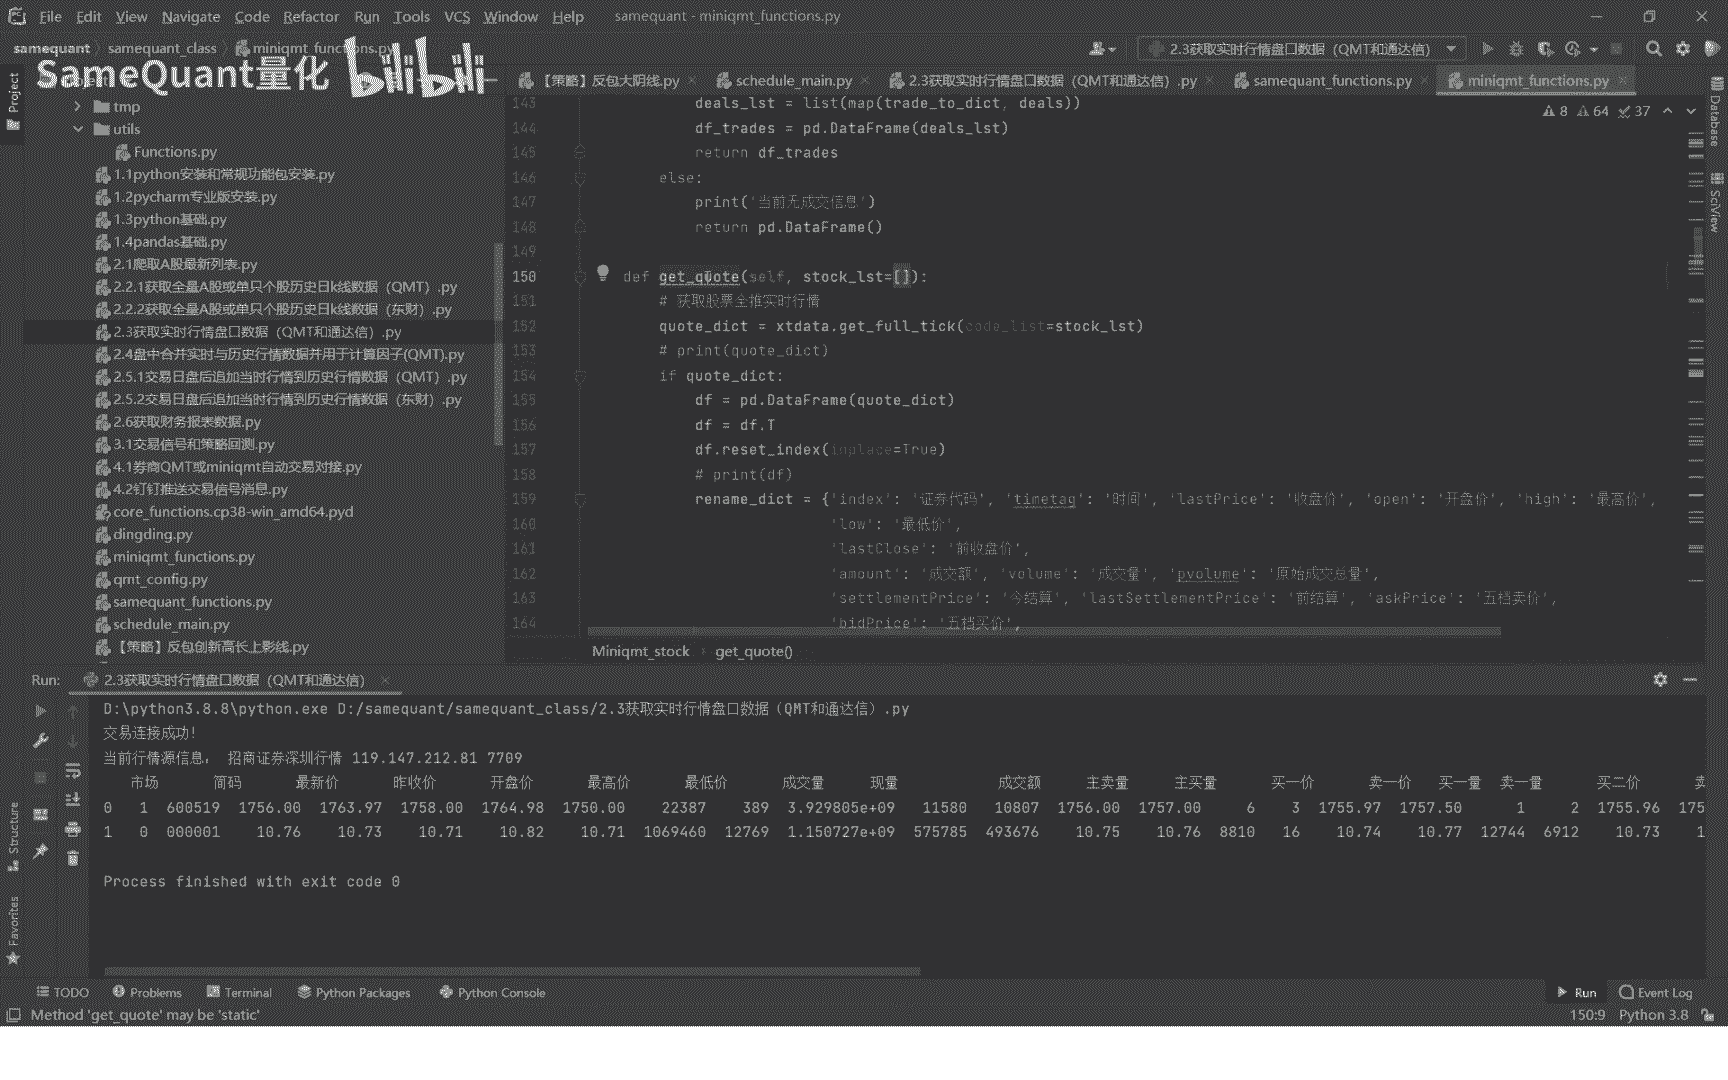 File Edit View Navigate Code Refactor Run Tools VCS Window Help samequant - miniqmt_functions.py
samequant samequant_class miniqmt_functions.py 2.3获取实时行情盘口数据（QMT和通达信）
SameQuant量化 bilibili
【策略】反包大阴线.py schedule_main.py 2.3获取实时行情盘口数据（QMT和通达信）.py samequant_functions.py miniqmt_functions.py
Project
tmp
utils
Functions.py
1.1python安装和常规功能包安装.py
1.2pycharm专业版安装.py
1.3python基础.py
1.4pandas基础.py
2.1爬取A股最新列表.py
2.2.1获取全量A股或单只个股历史日k线数据（QMT）.py
2.2.2获取全量A股或单只个股历史日k线数据（东财）.py
2.3获取实时行情盘口数据（QMT和通达信）.py
2.4盘中合并实时与历史行情数据并用于计算因子(QMT).py
2.5.1交易日盘后追加当时行情到历史行情数据（QMT）.py
2.5.2交易日盘后追加当时行情到历史行情数据（东财）.py
2.6获取财务报表数据.py
3.1交易信号和策略回测.py
4.1券商QMT或miniqmt自动交易对接.py
4.2钉钉推送交易信号消息.py
core_functions.cp38-win_amd64.pyd
dingding.py
miniqmt_functions.py
qmt_config.py
samequant_functions.py
schedule_main.py
【策略】反包创新高长上影线.py
8 64 37
143 deals_lst = list(map(trade_to_dict, deals))
144 df_trades = pd.DataFrame(deals_lst)
145 return df_trades
146 else:
147 print('当前无成交信息')
148 return pd.DataFrame()
149
150 def get_quote(self, stock_lst=[]):
151 # 获取股票全推实时行情
152 quote_dict = xtdata.get_full_tick(code_list=stock_lst)
153 # print(quote_dict)
154 if quote_dict:
155 df = pd.DataFrame(quote_dict)
156 df = df.T
157 df.reset_index(inplace=True)
158 # print(df)
159 rename_dict = {'index': '证券代码', 'timetag': '时间', 'lastPrice': '收盘价', 'open': '开盘价', 'high': '最高价',
160 'low': '最低价',
161 'lastClose': '前收盘价',
162 'amount': '成交额', 'volume': '成交量', 'pvolume': '原始成交总量',
163 'settlementPrice': '今结算', 'lastSettlementPrice': '前结算', 'askPrice': '五档卖价',
164 'bidPrice': '五档买价',
Miniqmt_stock get_quote()
Database
SciView
Run: 2.3获取实时行情盘口数据（QMT和通达信）
D:\python3.8.8\python.exe D:/samequant/samequant_class/2.3获取实时行情盘口数据（QMT和通达信）.py
交易连接成功!
当前行情源信息： 招商证券深圳行情 119.147.212.81 7709
市场 简码 最新价 昨收价 开盘价 最高价 最低价 成交量 现量 成交额 主卖量 主买量 买一价 卖一价 买一量 卖一量 买二价
0 1 600519 1756.00 1763.97 1758.00 1764.98 1750.00 22387 389 3.929805e+09 11580 10807 1756.00 1757.00 6 3 1755.97 1757.50 1 2 1755.96 175
1 0 000001 10.76 10.73 10.71 10.82 10.71 1069460 12769 1.150727e+09 575785 493676 10.75 10.76 8810 16 10.74 10.77 12744 6912 10.73 1
Process finished with exit code 0
Structure
Favorites
TODO Problems Terminal Python Packages Python Console Run Event Log
Method 'get_quote' may be 'static' 150:9 Python 3.8